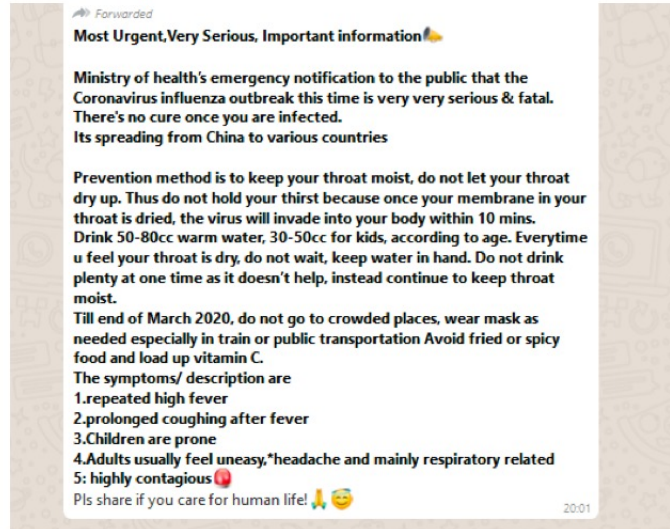 Forwarded
Most Urgent,Very Serious, Important information
Ministry of health's emergency notification to the public that the
Coronavirus influenza outbreak this time is very very serious & fatal.
There's no cure once you are infected.
Its spreading from China to various countries
Prevention method is to keep your throat moist, do not let your throat
dry up. Thus do not hold your thirst because once your membrane in your
throat is dried, the virus will invade into your body within 10 mins.
Drink 50-80cc warm water, 30-50cc for kids, according to age. Everytime
u feel your throat is dry, do not wait, keep water in hand. Do not drink
plenty at one time as it doesn't help, instead continue to keep throat
moist.
Till end of March 2020, do not go to crowded places, wear mask as
needed especially in train or public transportation Avoid fried or spicy
food and load up vitamin C.
The symptoms/ description are
1.repeated high fever
2.prolonged coughing after fever
3.Children are prone
4.Adults usually feel uneasy,*headache and mainly respiratory related
5: highly contagious
Pls share if you care for human life!
20:01